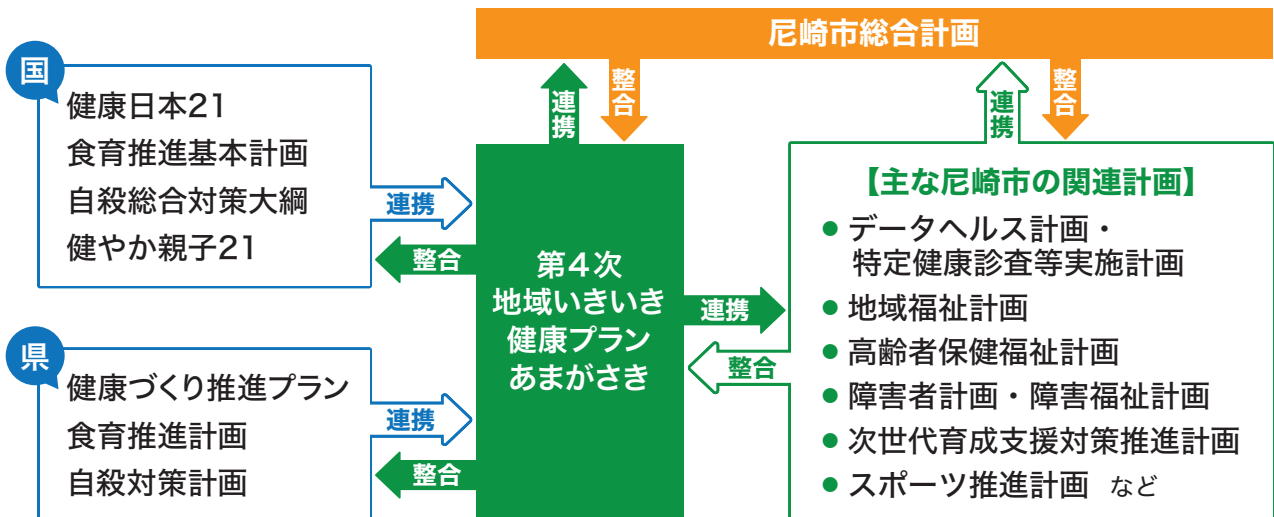 尼崎市総合計画
国
健康日本21
食育推進基本計画
自殺総合対策大綱
健やか親子21
連携
整合
県
健康づくり推進プラン
食育推進計画
自殺対策計画
連携
整合
連携
整合
第4次
地域いきいき
健康プラン
あまがさき
連携
整合
連携
整合
【主な尼崎市の関連計画】
● データヘルス計画・
特定健康診査等実施計画
● 地域福祉計画
● 高齢者保健福祉計画
● 障害者計画・障害福祉計画
● 次世代育成支援対策推進計画
● スポーツ推進計画 など